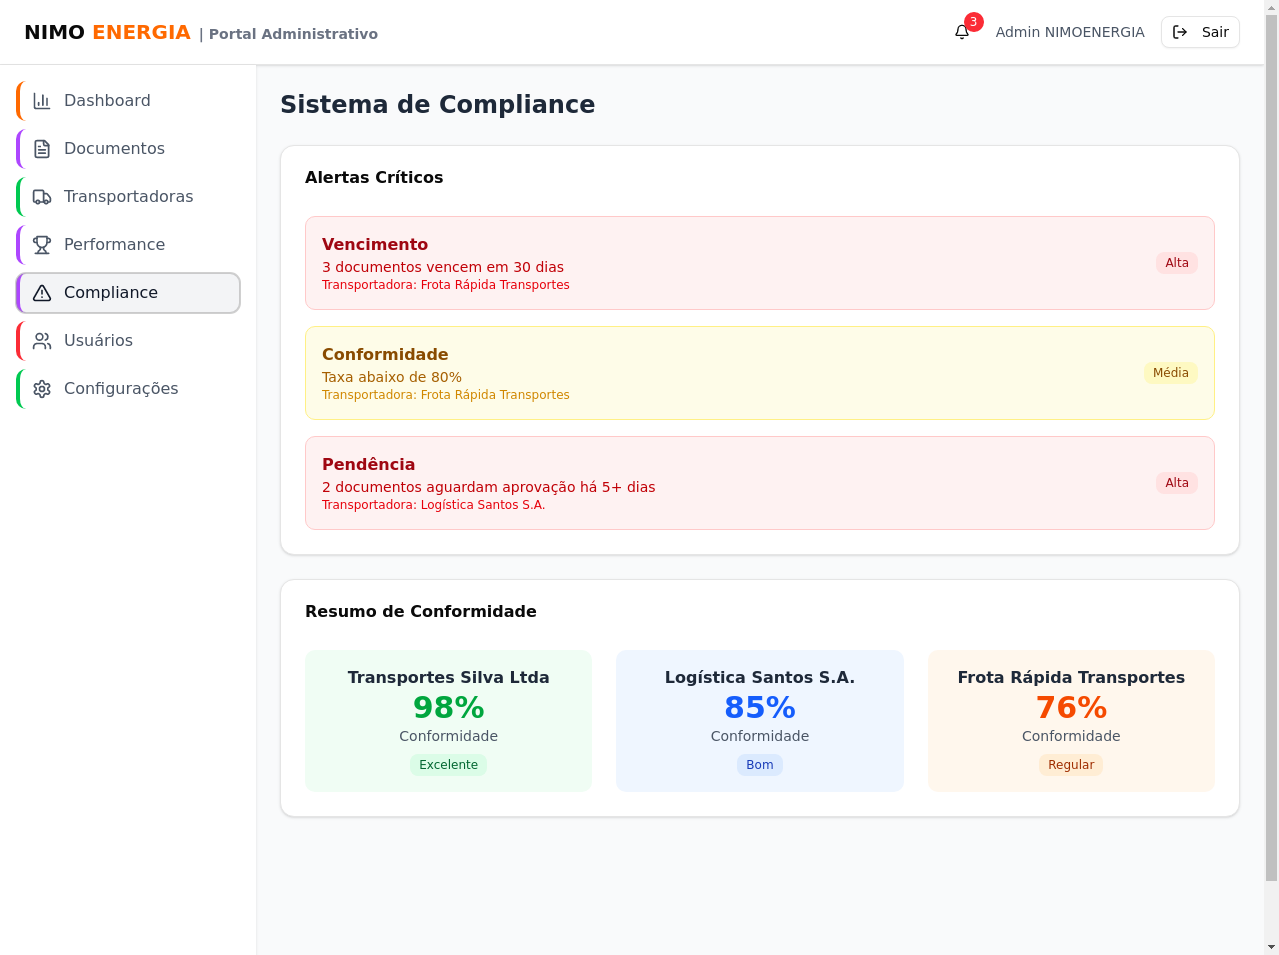 NIMO ENERGIA | Portal Administrativo
3
Admin NIMOENERGIA
Sair
Dashboard
Documentos
Transportadoras
Performance
Compliance
Usuários
Configurações
Sistema de Compliance
Alertas Críticos
Vencimento
3 documentos vencem em 30 dias
Transportadora: Frota Rápida Transportes
Alta
Conformidade
Taxa abaixo de 80%
Transportadora: Frota Rápida Transportes
Média
Pendência
2 documentos aguardam aprovação há 5+ dias
Transportadora: Logística Santos S.A.
Alta
Resumo de Conformidade
Transportes Silva Ltda
98%
Conformidade
Excelente
Logística Santos S.A.
85%
Conformidade
Bom
Frota Rápida Transportes
76%
Conformidade
Regular